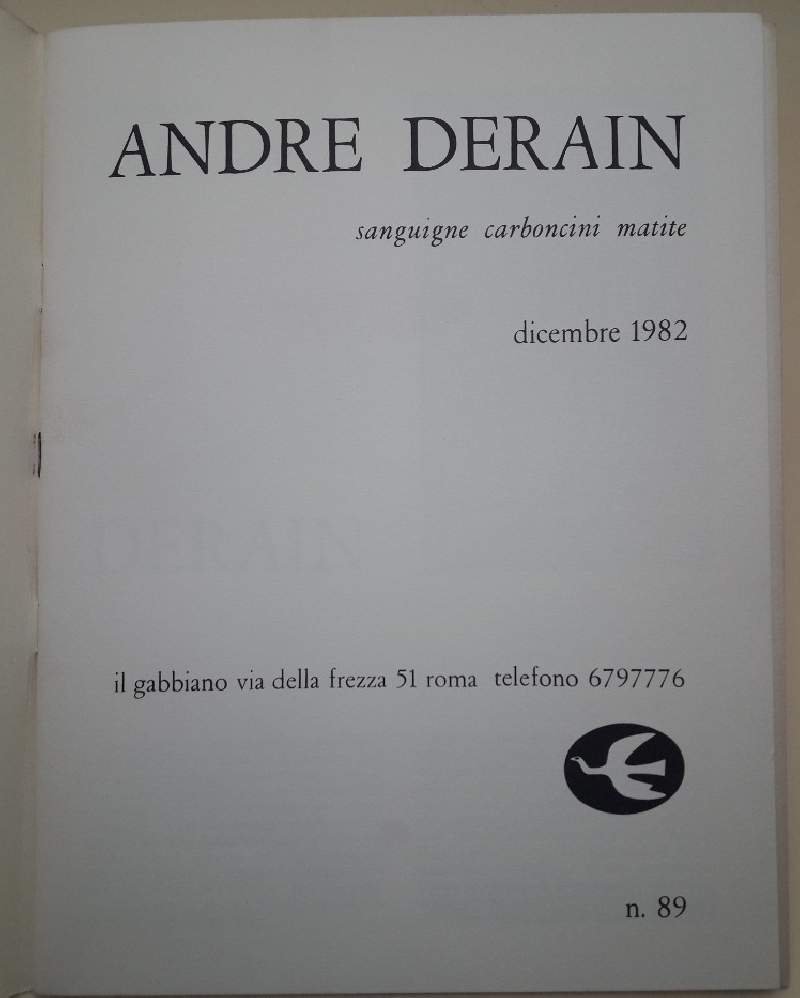 ANDRE DERAIN
sanguigne carboncini matite
dicembre 1982
DERAIN
il gabbiano via della frezza 51 roma telefono 6797776
n. 89